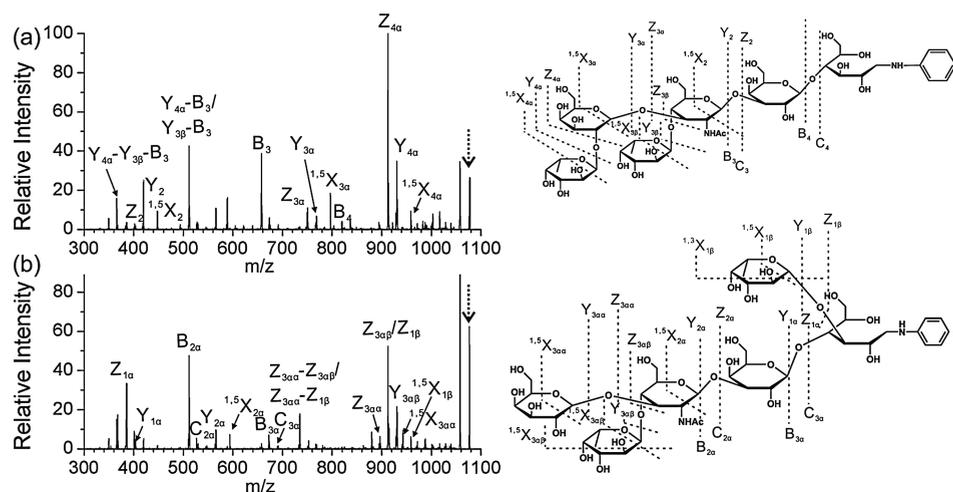 (a)
Relative Intensity
100
80
60
40
20
0
Z4α
Y4α-B3/
Y3β-B3
B3
Y4α-Y3β-B3
Y2
Z2
1,5X2
Y3α
1,5X3α
Z3α
B4
Y4α
1,5X4α
300 400 500 600 700 800 900 1000 1100
m/z
(b)
Relative Intensity
80
60
40
20
0
Z1α
Y1α
B2α
C2α
Y2α
1,5X2α
B3α
C3α
Z3αα-Z3αβ/
Z3αα-Z1β
Z3αβ/Z1β
Z3αα
Y3αβ
1,5X1β
1,5X3αα
300 400 500 600 700 800 900 1000 1100
m/z
Y3α
Z3α
1,5X3α
1,5X2
Y2
Z2
Z4α
Y4α
1,5X4α
Z3β
1,5X3β
Y3β
HO
OH
O
NHAc
NH
B3
C3
B4
C4
1,3X1β
1,5X1β
Y1β
Z1β
Y3αα
Z3αα
1,5X3αα
Z3αβ
1,5X2α
Y2α
Z2α
Y1α
Z1α
1,5X3αβ
1,5X3αβ
Y3αβ
HO
OH
O
NHAc
H
N
B2α
C2α
B3α
C3α